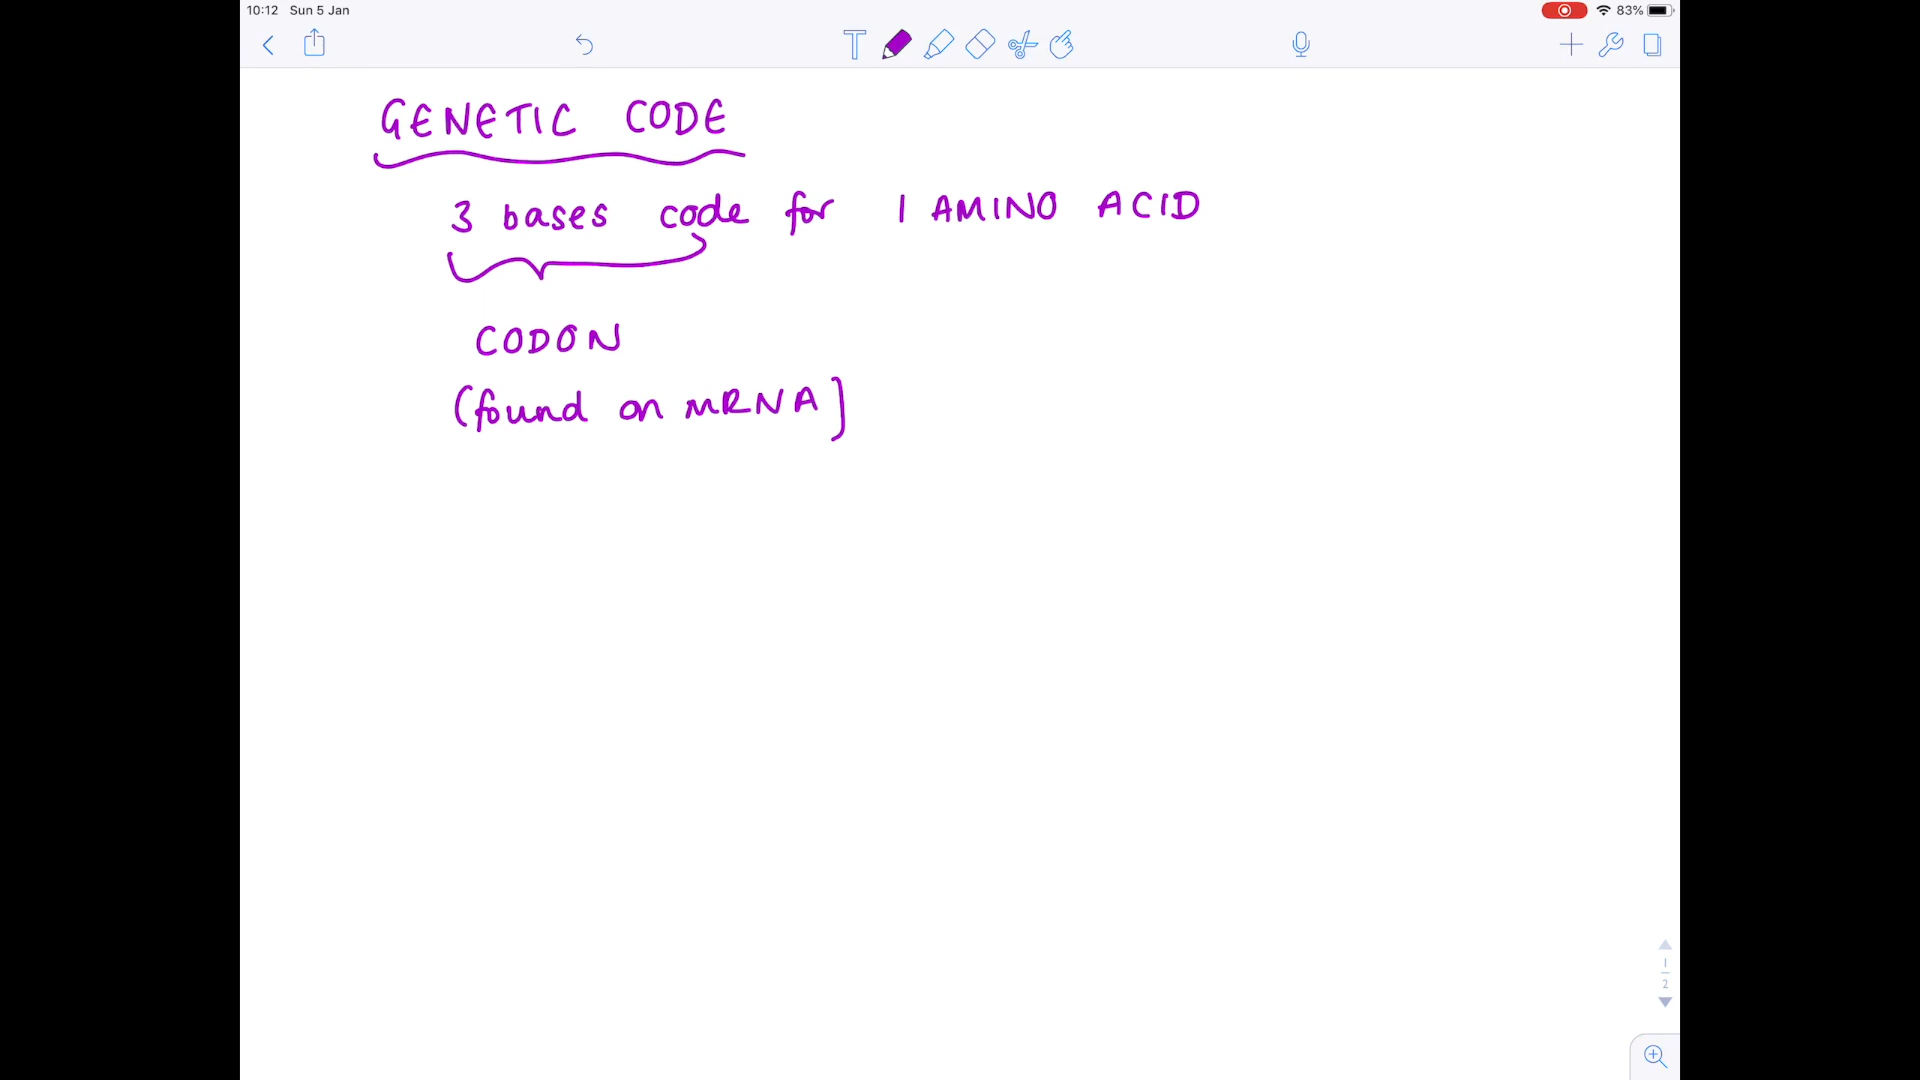 10:12 Sun 5 Jan 83%
T
GENETIC CODE
3 bases code for 1 AMINO ACID
CODON
(found on mRNA]
1
2